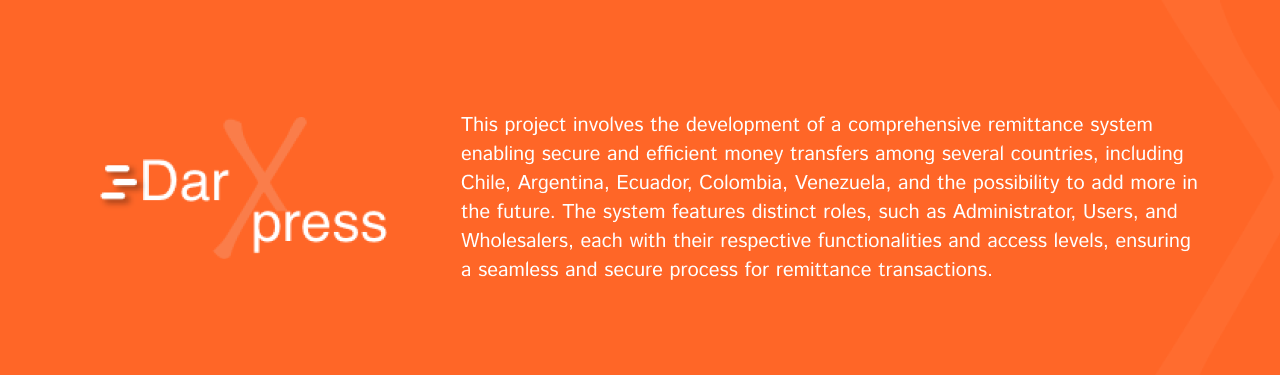 Dar
X
press
This project involves the development of a comprehensive remittance system
enabling secure and efficient money transfers among several countries, including
Chile, Argentina, Ecuador, Colombia, Venezuela, and the possibility to add more in
the future. The system features distinct roles, such as Administrator, Users, and
Wholesalers, each with their respective functionalities and access levels, ensuring
a seamless and secure process for remittance transactions.